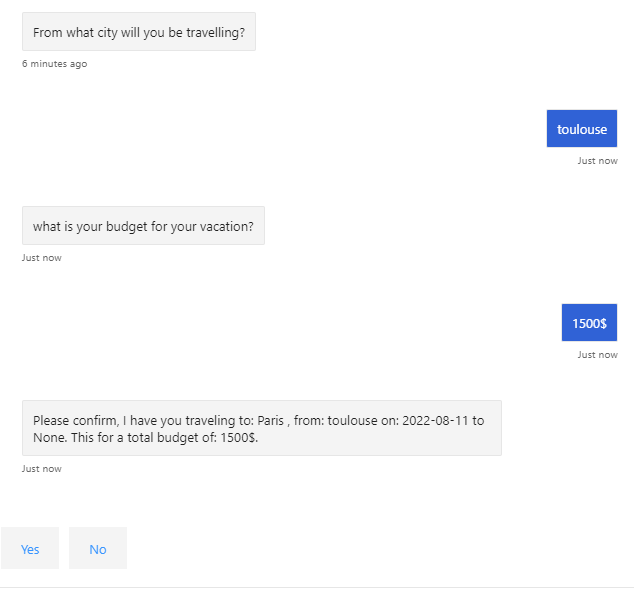 From what city will you be travelling?
6 minutes ago
toulouse
Just now
what is your budget for your vacation?
Just now
1500$
Just now
Please confirm, I have you traveling to: Paris , from: toulouse on: 2022-08-11 to
None. This for a total budget of: 1500$.
Just now
Yes
No